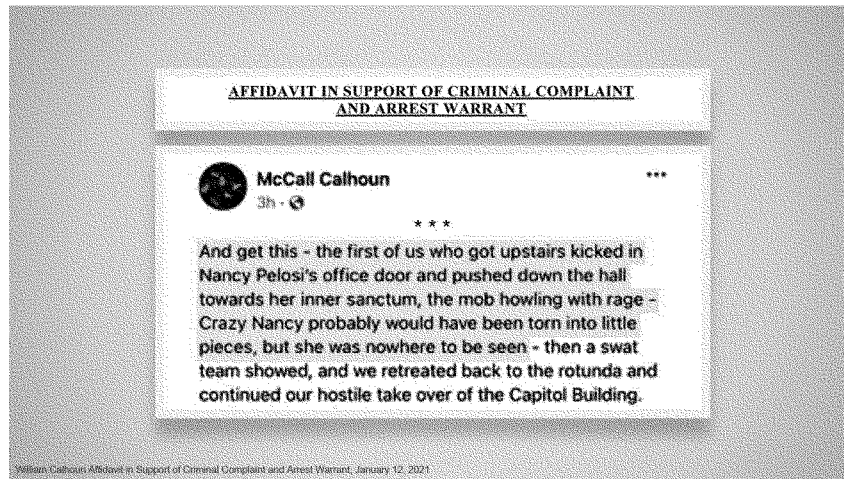 AFFIDAVIT IN SUPPORT OF CRIMINAL COMPLAINT
AND ARREST WARRANT
McCall Calhoun
...
3h ·
* * *
And get this - the first of us who got upstairs kicked in
Nancy Pelosi's office door and pushed down the hall
towards her inner sanctum, the mob howling with rage -
Crazy Nancy probably would have been torn into little
pieces, but she was nowhere to be seen - then a swat
team showed, and we retreated back to the rotunda and
continued our hostile take over of the Capitol Building.
William Calhoun Affidavit in Support of Criminal Complaint and Arrest Warrant, January 12, 2021